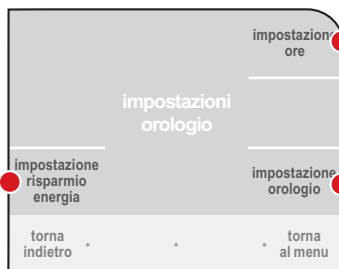 impostazione
ore
impostazioni
orologio
impostazione
risparmio
energia
impostazione
orologio
torna
indietro
torna
al menu